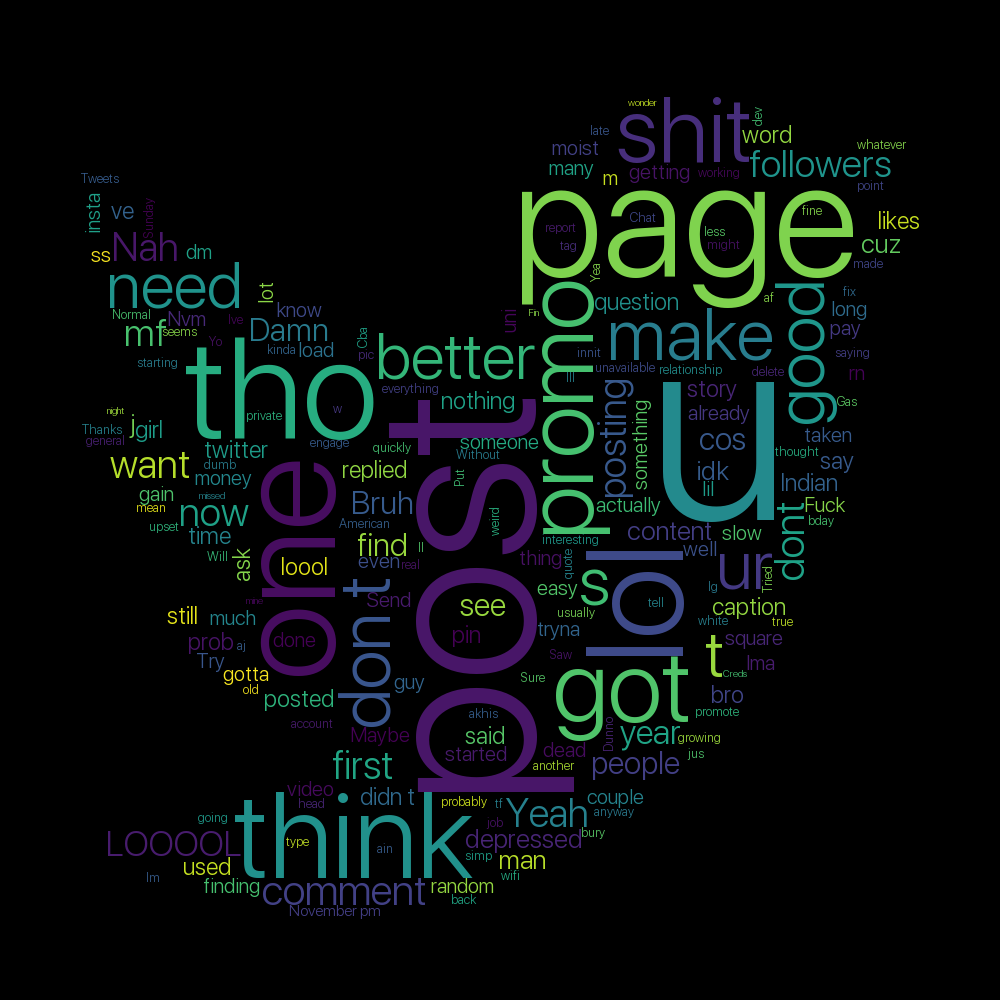 wonder
late
dev
shit
word
moist
followers
whatever
many
getting
working
m
point
Tweets
insta
ve
Sunday
page
report
Chat
fine
likes
tag
less
might
cuz
ss
Nah
dm
made
need
lot
Yea
af
fix
Normal
mf
seems
Nvm
ive
know
Damn
uni
Fin
promo
question
long
pay
good
Yo
kinda
load
Cba
pic
innit
make
saying
starting
tho
better
unavailable
relationship
delete
m
everything
lll
private
w
nothing
posting
story
Gas
night
Thanks
general
j
girl
engage
post
someone
something
already
u
cos
taken
twitter
quickly
Without
thought
say
want
dumb
money
replied
Put
idk
lil
Indian
gain
mean
missed
one
Bruh
weird
actually
Fuck
now
time
American
bday
upset
find
ll
interesting
content
slow
dont
Will
ask
loool
even
real
thing
quote
well
easy
s
lol
ur
lg
Tried
mine
Send
see
usually
tell
white
caption
true
still
much
don t
tryna
prob
aj
done
pin
square
Try
Saw
t
lma
gotta
guy
Sure
got
Creds
old
posted
bro
akhis
promote
account
Maybe
said
Dunno
year
growing
started
dead
jus
first
another
people
video
head
didn t
probably
tf
couple
going
think
Yeah
anyway
job
LOOOOL
type
ain
depressed
bury
used
simp
man
Im
finding
comment
random
wifi
back
November pm